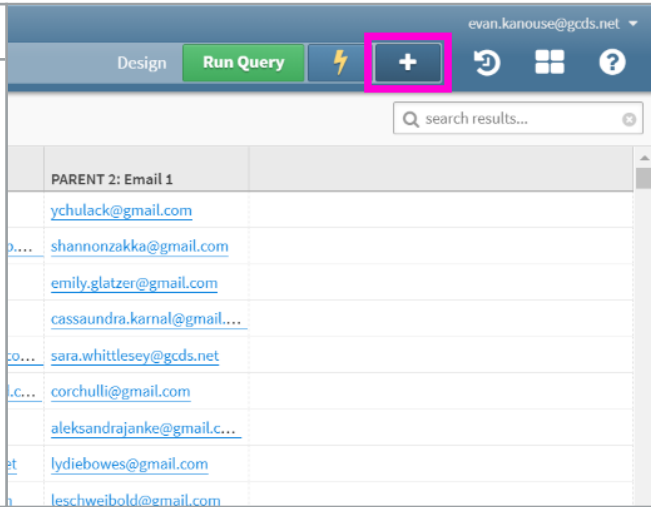 evan.kanouse@gcds.net
Design Run Query
search results...
PARENT 2: Email 1
ychulack@gmail.com
o.... shannonzakka@gmail.com
emily.glatzer@gmail.com
cassaundra.karnal@gmail....
co... sara.whittlesey@gcds.net
l.c... corchulli@gmail.com
aleksandrajanke@gmail.c...
et lydiebowes@gmail.com
leschweibold@gmail.com